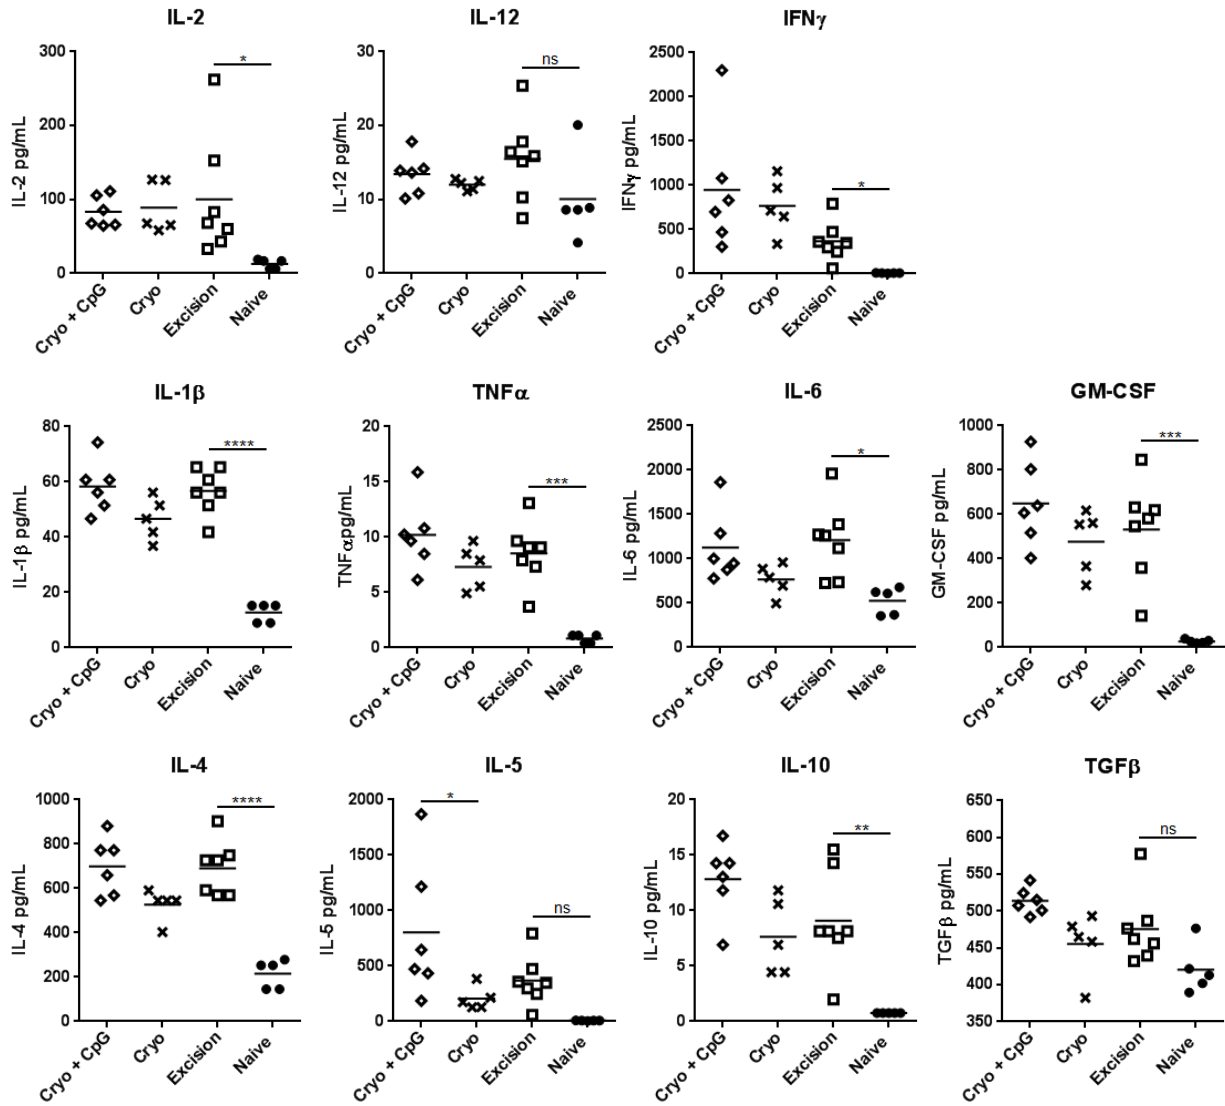 IL-2
*
300
200
100
0
IL-2 pg/mL
Cryo + CpG
Cryo
Excision
Naive
IL-12
ns
30
20
10
0
IL-12 pg/mL
Cryo + CpG
Cryo
Excision
Naive
IFNγ
*
2500
2000
1500
1000
500
0
IFNγ pg/mL
Cryo + CpG
Cryo
Excision
Naive
IL-1β
****
80
60
40
20
0
IL-1β pg/mL
Cryo + CpG
Cryo
Excision
Naive
TNFα
***
20
15
10
5
0
TNFαpg/mL
Cryo + CpG
Cryo
Excision
Naive
IL-6
*
2500
2000
1500
1000
500
0
IL-6 pg/mL
Cryo + CpG
Cryo
Excision
Naive
GM-CSF
***
1000
800
600
400
200
0
GM-CSF pg/mL
Cryo + CpG
Cryo
Excision
Naive
IL-4
****
1000
800
600
400
200
0
IL-4 pg/mL
Cryo + CpG
Cryo
Excision
Naive
IL-5
*
ns
2000
1500
1000
500
0
IL-5 pg/mL
Cryo + CpG
Cryo
Excision
Naive
IL-10
**
20
15
10
5
0
IL-10 pg/mL
Cryo + CpG
Cryo
Excision
Naive
TGFβ
ns
650
600
550
500
450
400
350
TGFβ pg/mL
Cryo + CpG
Cryo
Excision
Naive